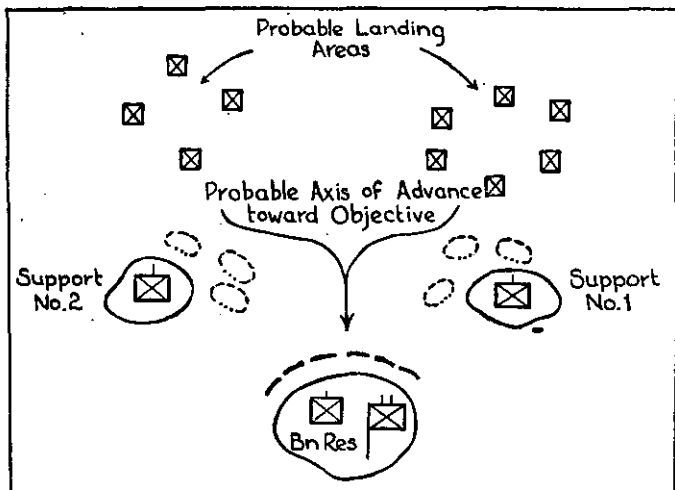 Probable Landing
Areas
Probable Axis of Advance
toward Objective
Support
No.2
Support
No.1
Bn Res